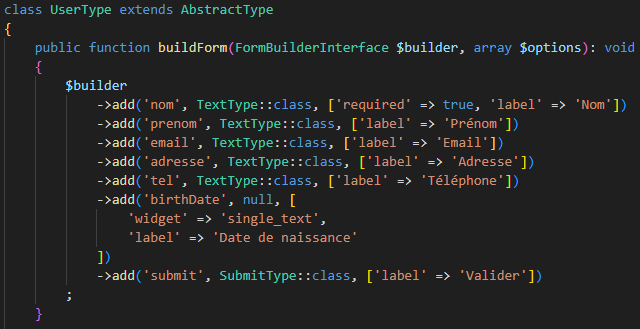 class UserType extends AbstractType
{
    public function buildForm(FormBuilderInterface $builder, array $options): void
    {
        $builder
            ->add('nom', TextType::class, ['required' => true, 'label' => 'Nom'])
            ->add('prenom', TextType::class, ['label' => 'Prénom'])
            ->add('email', TextType::class, ['label' => 'Email'])
            ->add('adresse', TextType::class, ['label' => 'Adresse'])
            ->add('tel', TextType::class, ['label' => 'Téléphone'])
            ->add('birthDate', null, [
                'widget' => 'single_text',
                'label' => 'Date de naissance'
            ])
            ->add('submit', SubmitType::class, ['label' => 'Valider'])
        ;
    }